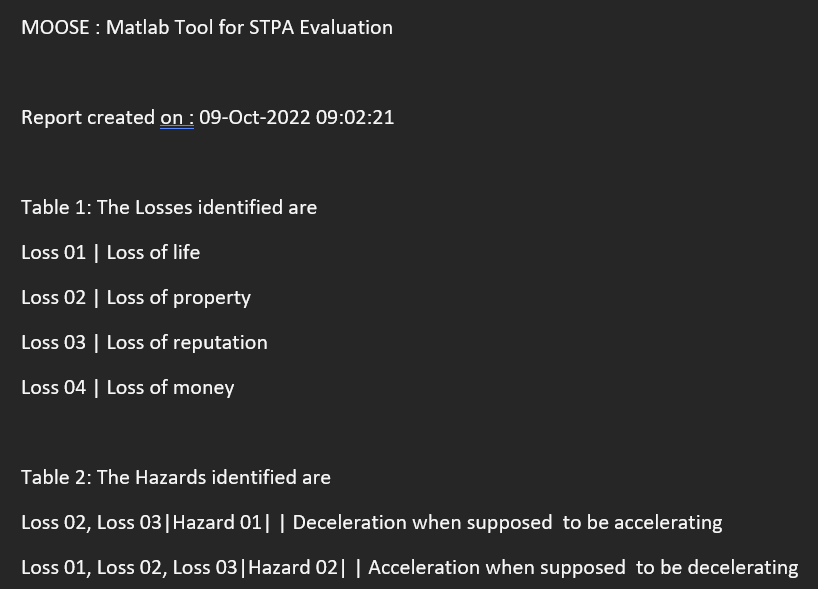 MOOSE : Matlab Tool for STPA Evaluation
Report created on : 09-Oct-2022 09:02:21
Table 1: The Losses identified are
Loss 01 | Loss of life
Loss 02 | Loss of property
Loss 03 | Loss of reputation
Loss 04 | Loss of money
Table 2: The Hazards identified are
Loss 02, Loss 03|Hazard 01| | Deceleration when supposed  to be accelerating
Loss 01, Loss 02, Loss 03|Hazard 02| | Acceleration when supposed  to be decelerating